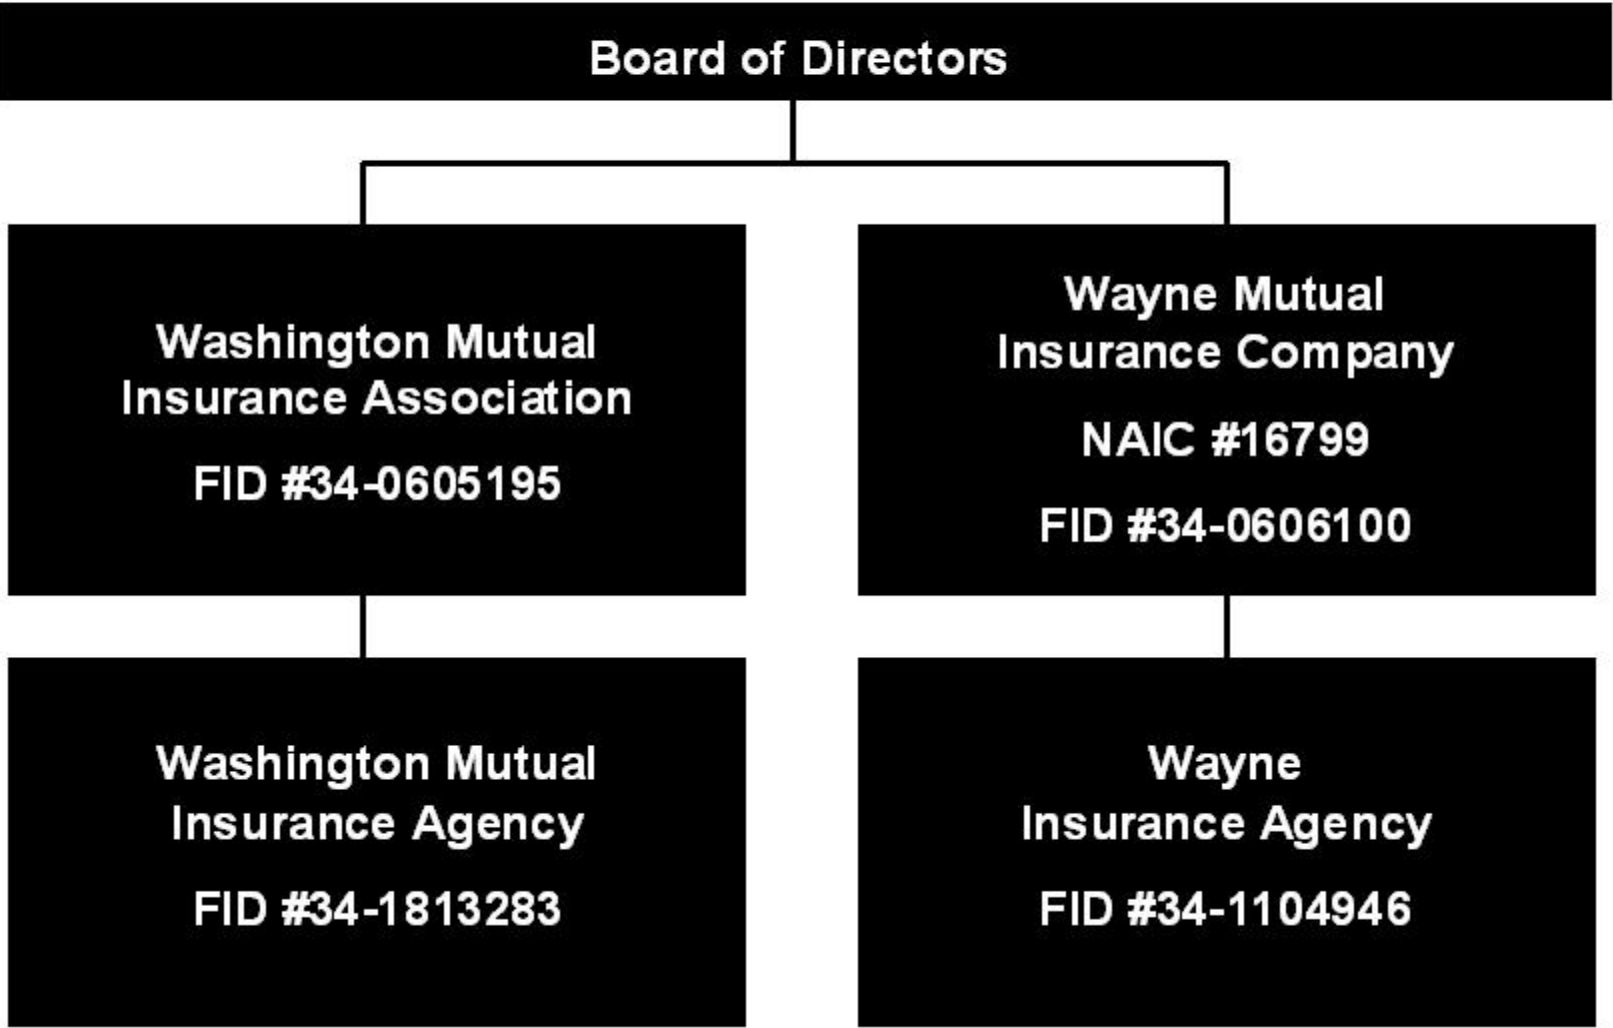 Board of Directors
Washington Mutual
Insurance Association
FID #34-0605195
Wayne Mutual
Insurance Company
NAIC #16799
FID #34-0606100
Washington Mutual
Insurance Agency
FID #34-1813283
Wayne
Insurance Agency
FID #34-1104946